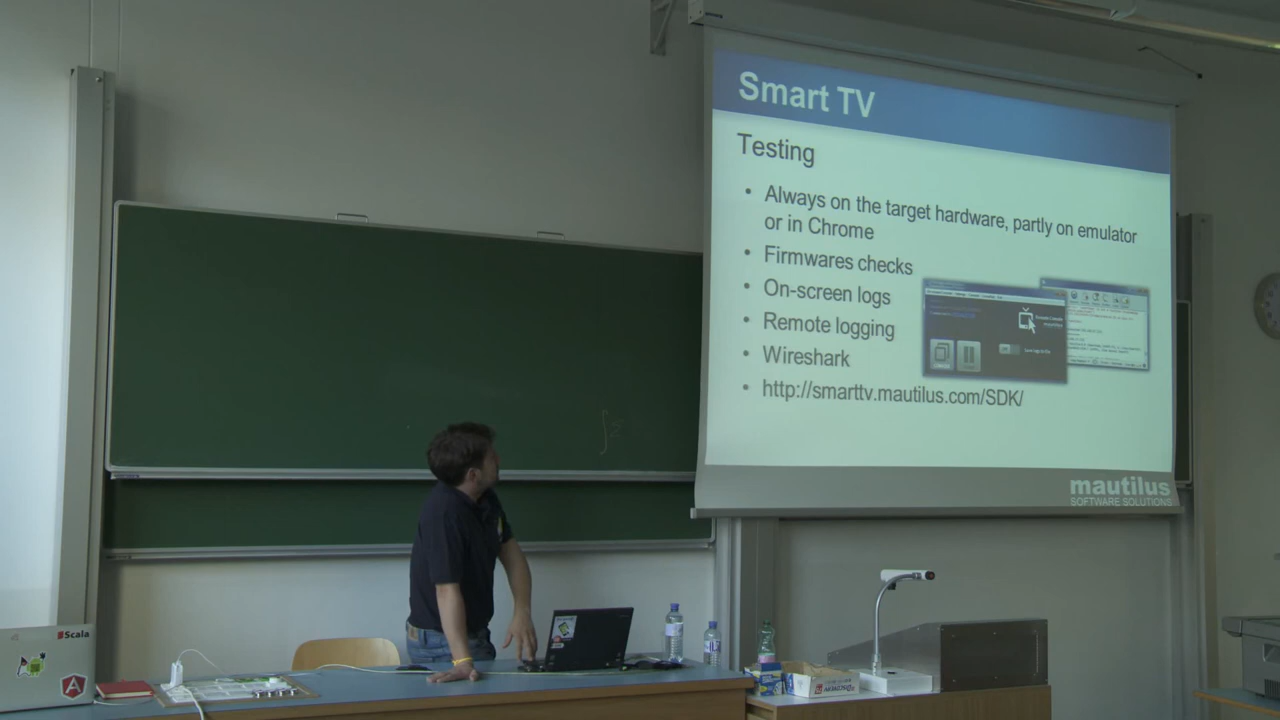 Smart TV
Testing
• Always on the target hardware, partly on emulator
or in Chrome
• Firmwares checks
• On-screen logs
• Remote logging
• Wireshark
• http://smarttv.mautilus.com/SDK/
mautilus
SOFTWARE SOLUTIONS
Scala